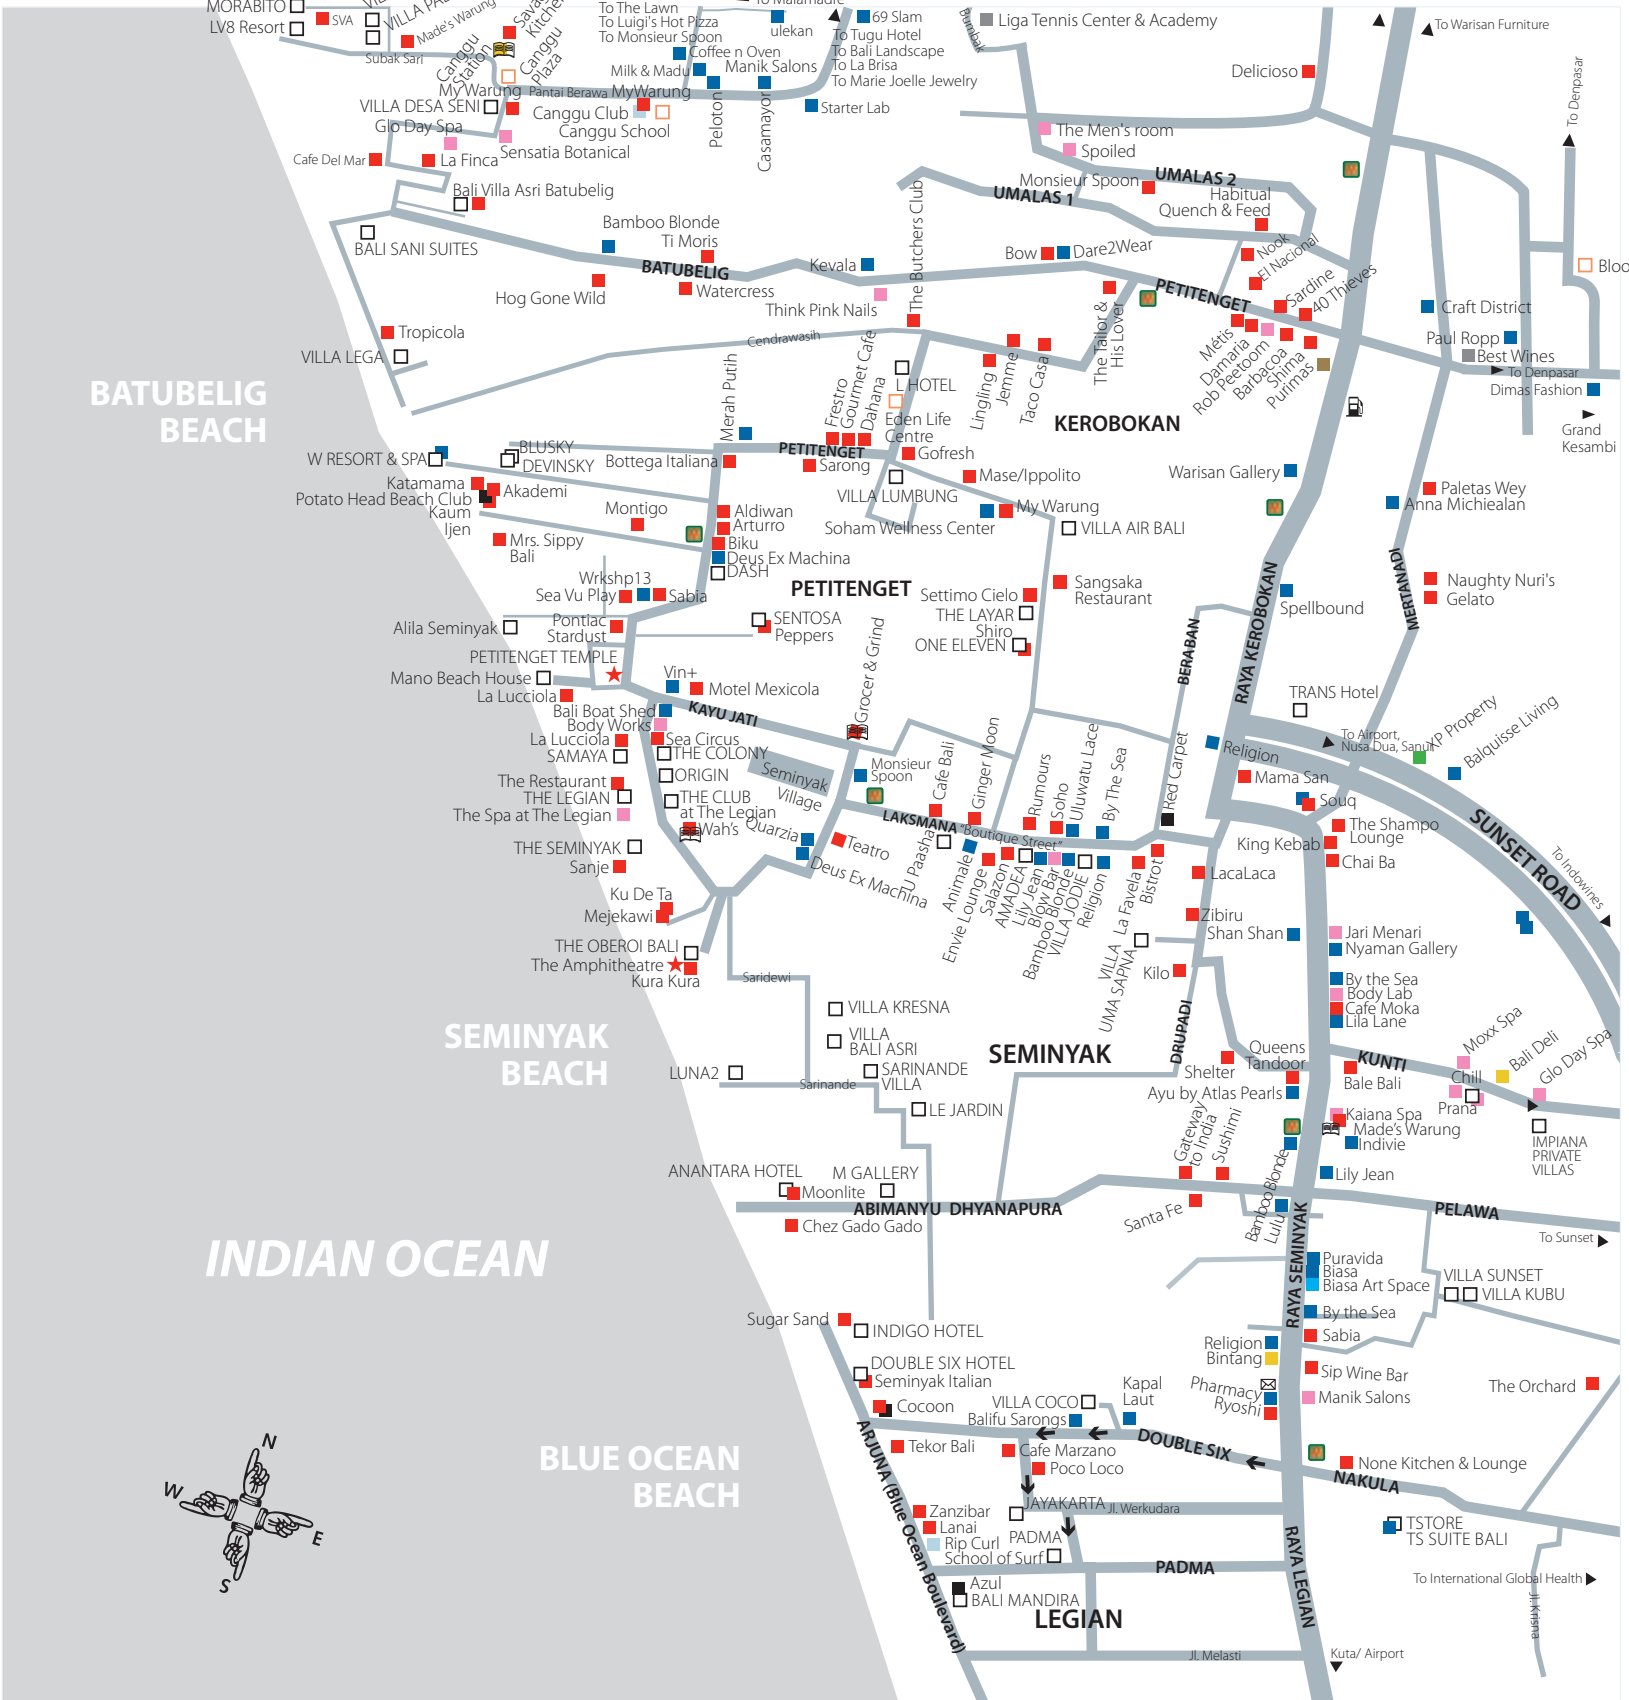 MORABITO
LV8 Resort
SVA
Made's Warung
Subak Sari
Canggu
Station
Canggu
Plaza
To The Lawn
To Luigi's Hot Pizza
To Monsieur Spoon
Coffee n Oven
Milk & Madu
Manik Salons
ulekan
69 Slam
To Tugu Hotel
To Bali Landscape
To La Brisa
To Marie Joelle Jewelry
Starter Lab
Liga Tennis Center & Academy
To Warisan Furniture
Delicioso
To Denpasar
My Warung
Pantai Berawa
MyWarung
VILLA DESA SENI
Canggu Club
Canggu School
Peloton
Casamayor
Glo Day Spa
Sensatia Botanical
Cafe Del Mar
La Finca
Bali Villa Asri Batubelig
The Men's room
Spoiled
Monsieur Spoon
UMALAS 2
UMALAS 1
Habitual
Quench & Feed
Nook
El Nacional
BALI SANI SUITES
Bamboo Blonde
Ti Moris
BATUBELIG
Kevala
The Butchers Club
Bow
Dare2Wear
Hog Gone Wild
Watercress
Think Pink Nails
PETITENGET
Sardine
40 Thieves
Bloo
Craft District
Paul Ropp
Best Wines
To Denpasar
Dimas Fashion
Grand
Kesambi
Tropicola
VILLA LEGA
Cendrawasih
The Tailor &
His Lover
Métis
Damaria
Rob Peetoom
Barbacoa
Shima
Purimas
BATUBELIG
BEACH
Merah Putih
Frestro
Gourmet Cafe
Dahana
L HOTEL
Eden Life
Centre
Lingling
Jemme
Taco Casa
KEROBOKAN
W RESORT & SPA
BLUSKY
DEVINSKY
Bottega Italiana
PETITENGET
Sarong
Gofresh
Mase/Ippolito
VILLA LUMBUNG
My Warung
Soham Wellness Center
VILLA AIR BALI
Warisan Gallery
Paletas Wey
Anna Michiealan
Katamama
Akademi
Potato Head Beach Club
Kaum
Ijen
Mrs. Sippy
Bali
Montigo
Aldiwan
Arturro
Biku
Deus Ex Machina
DASH
PETITENGET
Wrkshp13
Sea Vu Play
Sabia
Settimo Cielo
Sangsaka
Restaurant
THE LAYAR
Shiro
ONE ELEVEN
RAYA KEROBOKAN
Spellbound
MERTANADI
Naughty Nuri's
Gelato
BERABAN
Alila Seminyak
Pontiac
Stardust
SENTOSA
Peppers
PETITENGET TEMPLE
Mano Beach House
La Lucciola
Vin+
Motel Mexicola
Grocer & Grind
KAYU JATI
Bali Boat Shed
Body Works
La Lucciola
Sea Circus
SAMAYA
THE COLONY
ORIGIN
The Restaurant
THE LEGIAN
The Spa at The Legian
THE CLUB
at The Legian
Wah's
Seminyak
Village
Monsieur
Spoon
Cafe Bali
Ginger Moon
Rumours
Soho
Uluwatu Lace
By The Sea
Red Carpet
TRANS Hotel
To Airport,
Nusa Dua, Sanur
XP Property
Balquisse Living
Religion
Mama San
Souq
SUNSET ROAD
To Indowines
THE SEMINYAK
Sanje
Quarzia
Deus Ex Machina
Teatro
LAKSMANA
"Boutique Street"
U Paasha
Animale
Envie Lounge
Salazon
AMADEA
Lily Jean
Blow Bar
Bamboo Blonde
VILLA JODIE
Religion
La Favela
Bistrot
King Kebab
The Shampo
Lounge
Chai Ba
LacaLaca
Zibiru
Shan Shan
Ku De Ta
Mejekawi
THE OBEROI BALI
The Amphitheatre
Kura Kura
Saridewi
VILLA
UMA SAPNA
Kilo
Jari Menari
Nyaman Gallery
By the Sea
Body Lab
Cafe Moka
Lila Lane
SEMINYAK
BEACH
VILLA KRESNA
VILLA
BALI ASRI
SEMINYAK
DRUPADI
LUNA2
SARINANDE
VILLA
Sarinande
LE JARDIN
Queens
Tandoor
Shelter
Ayu by Atlas Pearls
KUNTI
Bale Bali
Moxx Spa
Chill
Prana
Bali Deli
Glo Day Spa
Kaiana Spa
Made's Warung
Indivie
IMPIANA
PRIVATE
VILLAS
Gateway
to India
Sushimi
Lily Jean
ANANTARA HOTEL
Moonlite
M GALLERY
ABIMANYU DHYANAPURA
Chez Gado Gado
Santa Fe
Bamboo Blonde
Lulu
PELAWA
To Sunset
INDIAN OCEAN
RAYA SEMINYAK
Puravida
Biasa
Biasa Art Space
By the Sea
Sabia
VILLA SUNSET
VILLA KUBU
Sugar Sand
INDIGO HOTEL
Religion
Bintang
Sip Wine Bar
Manik Salons
The Orchard
DOUBLE SIX HOTEL
Seminyak Italian
Cocoon
VILLA COCO
Kapal
Laut
Balifu Sarongs
Pharmacy
Ryoshi
BLUE OCEAN
BEACH
Tekor Bali
Cafe Marzano
Poco Loco
DOUBLE SIX
None Kitchen & Lounge
NAKULA
ARJUNA (Blue Ocean Boulevard)
JAYAKARTA
Jl. Werkudara
Zanzibar
Lanai
Rip Curl
School of Surf
PADMA
PADMA
TSTORE
TS SUITE BALI
RAYA LEGIAN
Azul
BALI MANDIRA
LEGIAN
To International Global Health
Jl. Krisna
Jl. Melasti
Kuta/ Airport
N
W
E
S